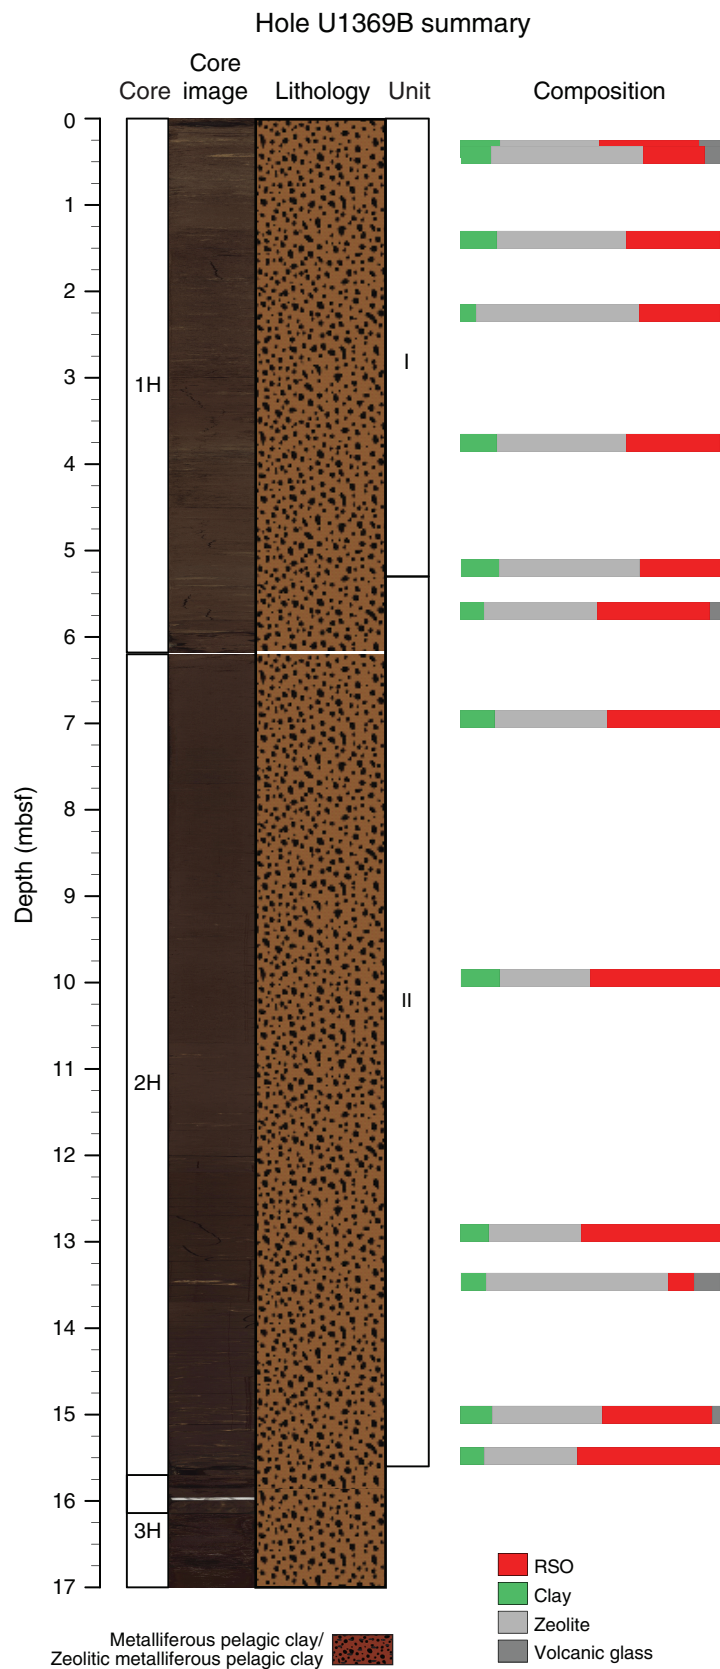 Hole U1369B summary
Core
Core image
Lithology
Unit
Composition
Depth (mbsf)
0
1
2
3
4
5
6
7
8
9
10
11
12
13
14
15
16
17
1H
2H
3H
I
II
RSO
Clay
Zeolite
Volcanic glass
Metalliferous pelagic clay/
Zeolitic metalliferous pelagic clay